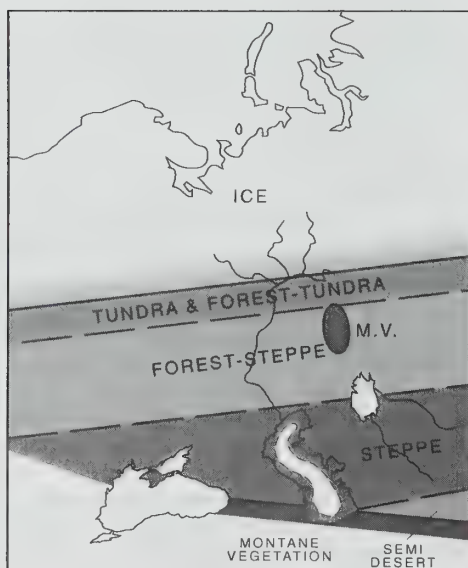 ICE
TUNDRA & FOREST-TUNDRA
M.V.
FOREST-STEPPE
STEPPE
MONTANE
VEGETATION
SEMI
DESERT